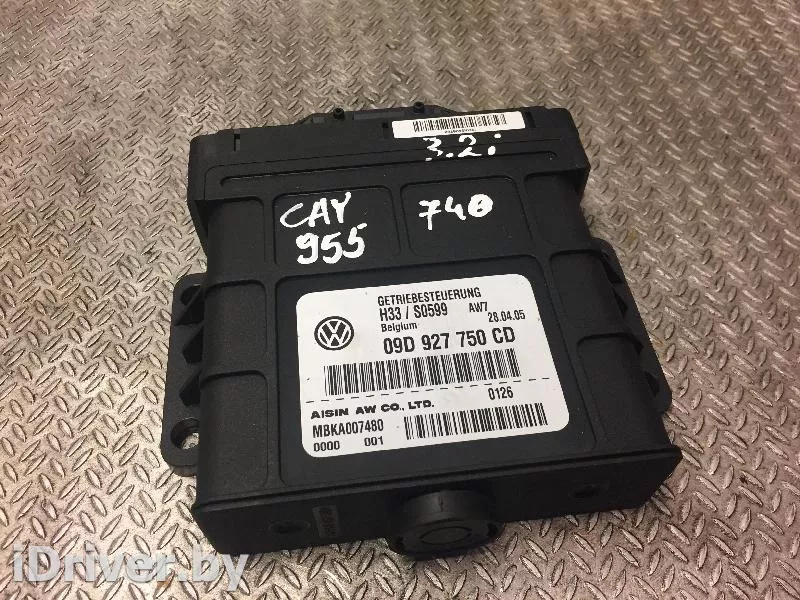 3.2i
CAY
955
740
GETRIEBESTEUERUNG
H33 / S0599 AW7
Belgium 28.04.05
09D 927 750 CD
0126
AISIN AW CO., LTD.
MBKA007480
0000 001
iDriver.by